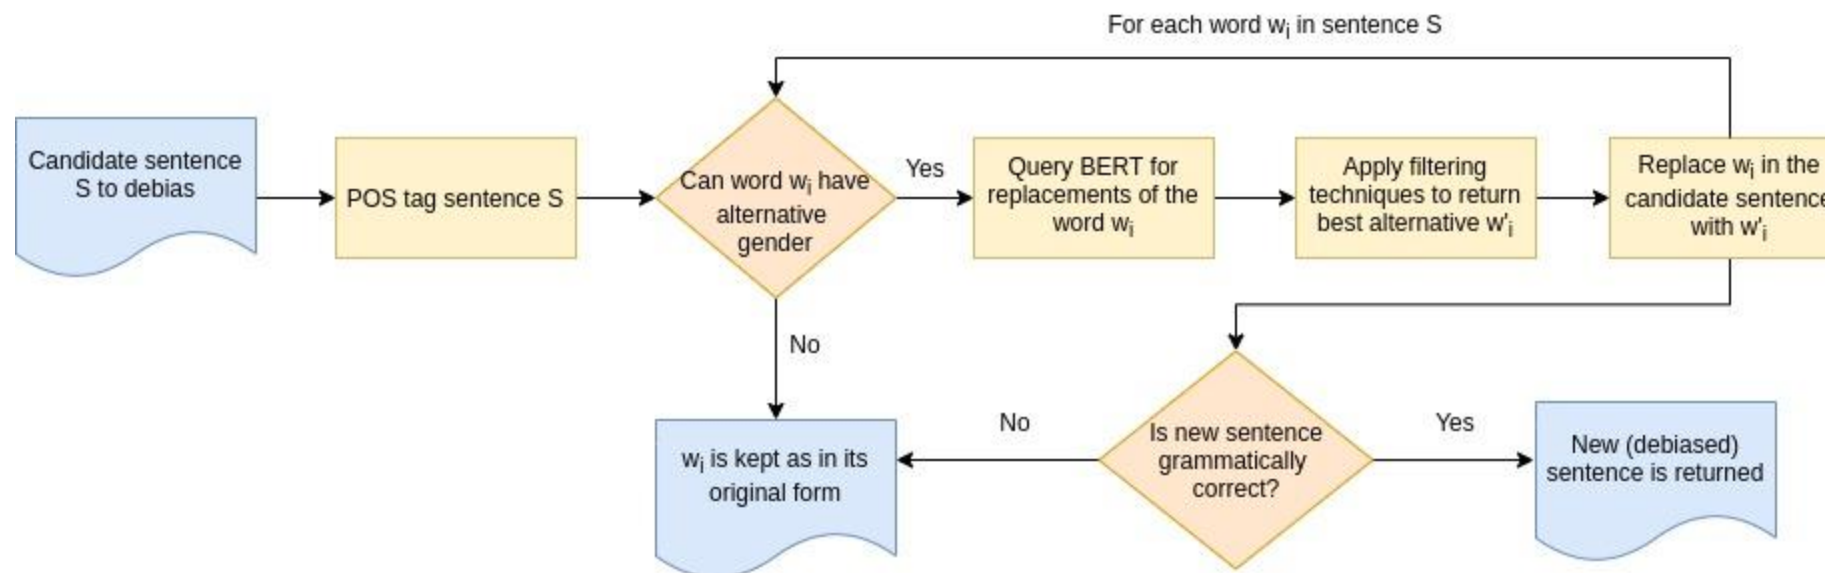 For each word wi in sentence S
Candidate sentence
S to debias
POS tag sentence S
Can word wi have
alternative
gender
Yes
Query BERT for
replacements of the
word wi
Apply filtering
techniques to return
best alternative w'i
Replace wi in the
candidate sentence
with w'i
No
wi is kept as in its
original form
No
Is new sentence
grammatically
correct?
Yes
New (debiased)
sentence is returned